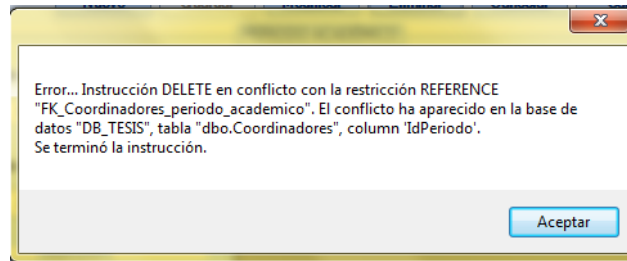 Error... Instrucción DELETE en conflicto con la restricción REFERENCE
"FK_Coordinadores_periodo_academico". El conflicto ha aparecido en la base de
datos "DB_TESIS", tabla "dbo.Coordinadores", column 'IdPeriodo'.
Se terminó la instrucción.
Aceptar